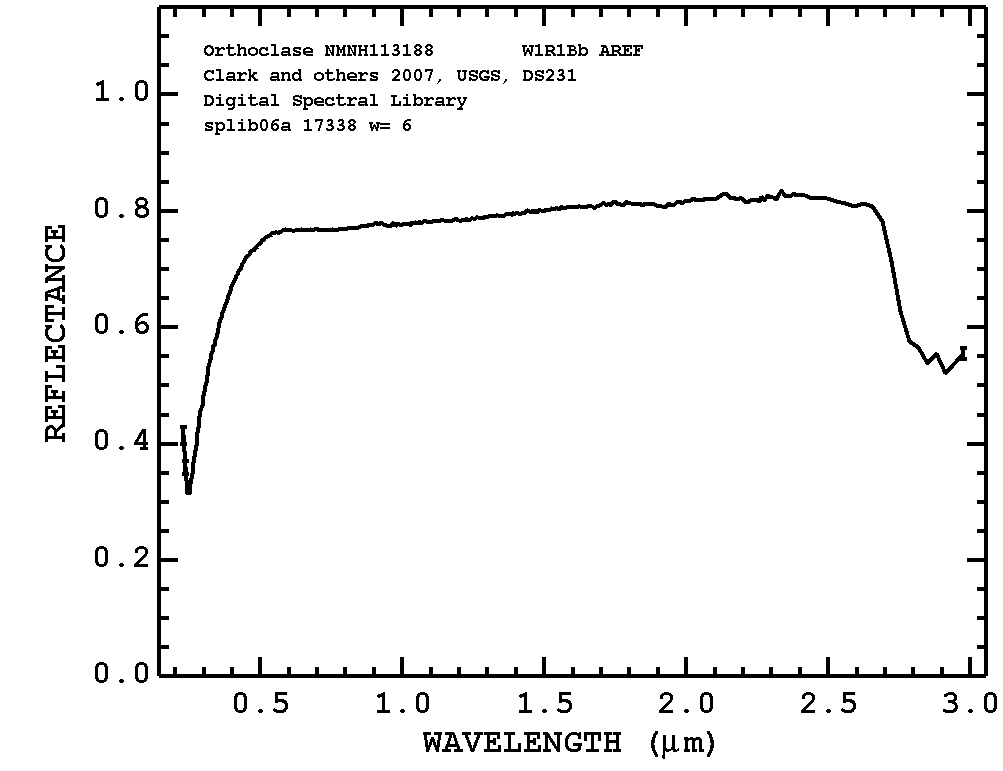 Orthoclase NMNH113188 W1R1Bb AREF
Clark and others 2007, USGS, DS231
Digital Spectral Library
splib06a 17338 w= 6
REFLECTANCE
1.0
0.8
0.6
0.4
0.2
0.0
0.5 1.0 1.5 2.0 2.5 3.0
WAVELENGTH (μm)